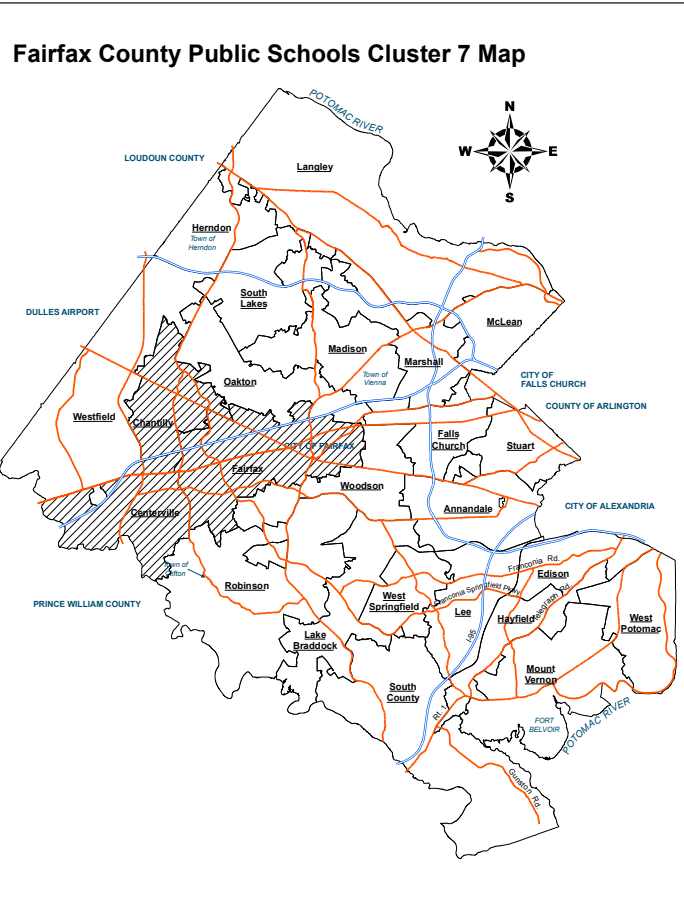 Fairfax County Public Schools Cluster 7 Map
POTOMAC RIVER
N
W
E
S
LOUDOUN COUNTY
Langley
Herndon
Town of
Herndon
South
Lakes
DULLES AIRPORT
McLean
Madison
Marshall
Oakton
Town of
Vienna
CITY OF
FALLS CHURCH
COUNTY OF ARLINGTON
Westfield
Chantilly
CITY OF FAIRFAX
Falls
Church
Stuart
Fairfax
Woodson
Annandale
CITY OF ALEXANDRIA
Centerville
Town of
Clifton
Franconia Rd.
Edison
Robinson
Franconia Springfield Pkwy
Telegraph Rd.
PRINCE WILLIAM COUNTY
West
Springfield
Lee
Hayfield
West
Potomac
Lake
Braddock
I-95
Mount
Vernon
South
County
Rt. 1
FORT
BELVOIR
POTOMAC RIVER
Gunston Rd.